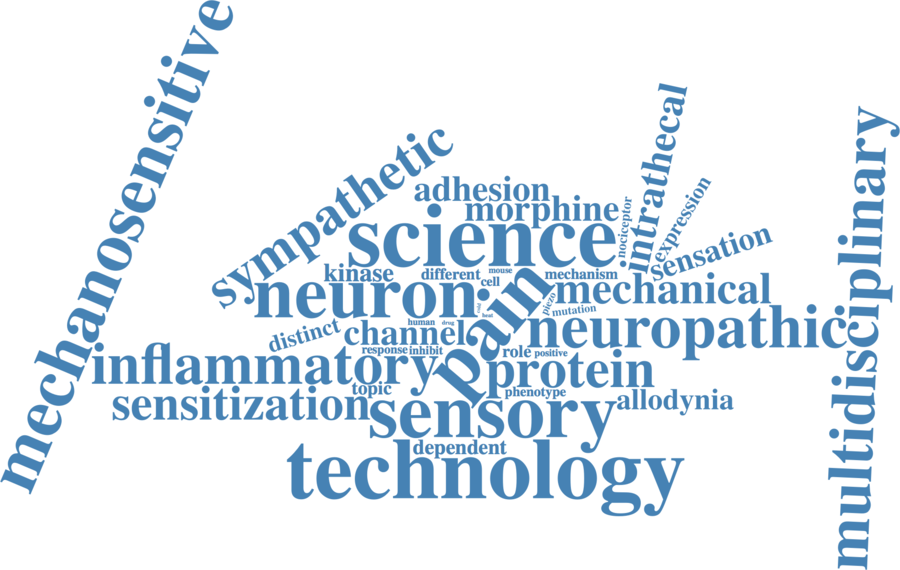 mechanosensitive
multidisciplinary
intrathecal
sympathetic
adhesion
expression
morphine
nociceptor
science
sensation
kinase
different
mouse
mechanism
cell
neuron
pain
mechanical
piezo
mutation
distinct
channel
human
drug
neuropathic
inflammatory
response
inhibit
role
positive
protein
topic
phenotype
sensitization
sensory
allodynia
dependent
technology